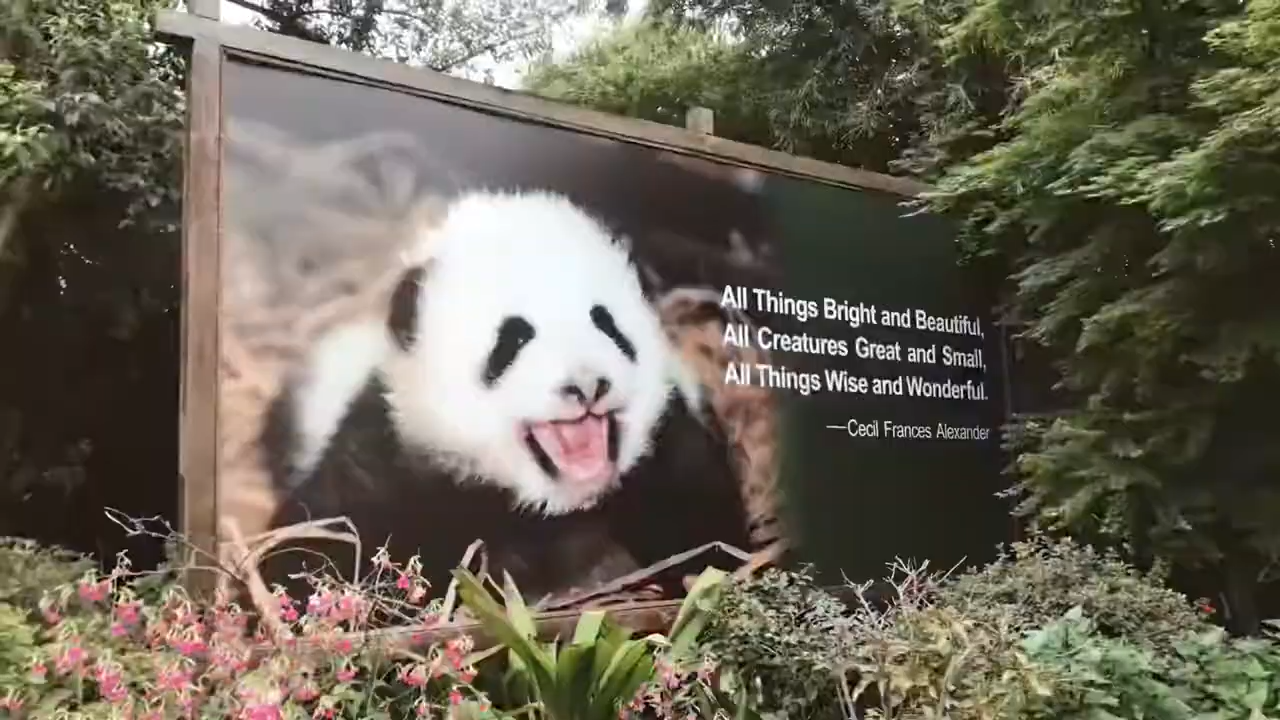 All Things Bright and Beautiful,
All Creatures Great and Small,
All Things Wise and Wonderful.
—Cecil Frances Alexander